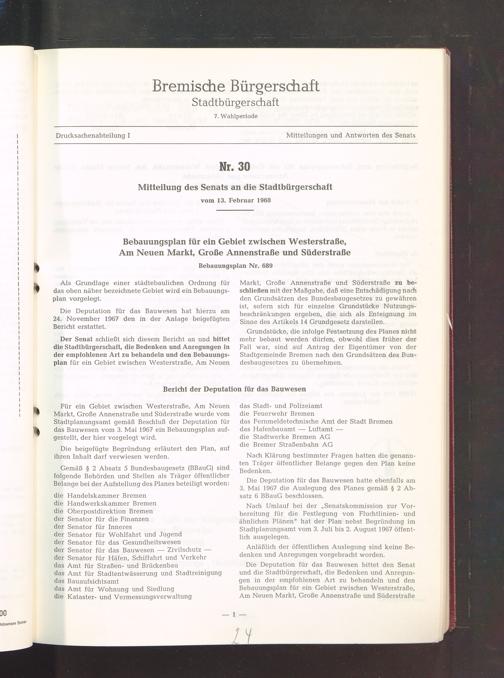 Bremische Bürgerschaft
Stadtbürgerschaft
7. Wahlperiode
Drucksachenabteilung I
Mitteilungen und Antworten des Senats
Nr. 30
Mitteilung des Senats an die Stadtbürgerschaft
vom 13. Februar 1968
Bebauungsplan für ein Gebiet zwischen Westerstraße,
Am Neuen Markt, Große Annenstraße und Süderstraße
Bebauungsplan Nr. 689
Als Grundlage einer städtebaulichen Ordnung für
das oben näher bezeichnete Gebiet wird ein Bebauungs-
plan vorgelegt.
Die Deputation für das Bauwesen hat hierzu am
24. November 1967 den in der Anlage beigefügten
Bericht erstattet.
Der Senat schließt sich diesem Bericht an und bittet
die Stadtbürgerschaft, die Bedenken und Anregungen in
der empfohlenen Art zu behandeln und den Bebauungs-
plan für ein Gebiet zwischen Westerstraße, Am Neuen
Markt, Große Annenstraße und Süderstraße zu be-
schließen mit der Maßgabe, daß eine Entschädigung nach
den Grundsätzen des Bundesbaugesetzes zu gewähren
ist, sofern sich für einzelne Grundstücke Nutzungs-
beschränkungen ergeben, die sich als Enteignung im
Sinne des Artikels 14 Grundgesetz darstellen.
Grundstücke, die infolge Festsetzung des Planes nicht
mehr bebaut werden dürfen, obwohl dies früher der
Fall war, sind auf Antrag der Eigentümer von der
Stadtgemeinde Bremen nach den Grundsätzen des Bun-
desbaugesetzes zu übernehmen.
Bericht der Deputation für das Bauwesen
Für ein Gebiet zwischen Westerstraße, Am Neuen
Markt, Große Annenstraße und Süderstraße wurde vom
Stadtplanungsamt gemäß Beschluß der Deputation für
das Bauwesen vom 3. Mai 1967 ein Bebauungsplan auf-
gestellt, der hier vorgelegt wird.
Die beigefügte Begründung erläutert den Plan, auf
ihren Inhalt darf verwiesen werden.
Gemäß § 2 Absatz 5 Bundesbaugesetz (BBauG) sind
folgende Behörden und Stellen als Träger öffentlicher
Belange bei der Aufstellung des Planes beteiligt worden:
die Handelskammer Bremen
die Handwerkskammer Bremen
die Oberpostdirektion Bremen
der Senator für die Finanzen
der Senator für Inneres
der Senator für Wohlfahrt und Jugend
der Senator für das Gesundheitswesen
der Senator für das Bauwesen — Zivilschutz —
der Senator für Häfen, Schiffahrt und Verkehr
das Amt für Straßen- und Brückenbau
das Amt für Stadtentwässerung und Stadtreinigung
das Bauaufsichtsamt
das Amt für Wohnung und Siedlung
die Kataster- und Vermessungsverwaltung
das Stadt- und Polizeiamt
die Feuerwehr Bremen
das Fernmeldetechnische Amt der Stadt Bremen
das Hafenbauamt — Luftamt —
die Stadtwerke Bremen AG
die Bremer Straßenbahn AG
Nach Klärung bestimmter Fragen hatten die genann-
ten Träger öffentlicher Belange gegen den Plan keine
Bedenken.
Die Deputation für das Bauwesen hatte ebenfalls am
3. Mai 1967 die Auslegung des Planes gemäß § 2 Ab-
satz 6 BBauG beschlossen.
Nach Umlauf bei der „Senatskommission zur Vor-
bereitung für die Festlegung von Fluchtlinien- und
ähnlichen Plänen“ hat der Plan nebst Begründung im
Stadtplanungsamt vom 3. Juli bis 2. August 1967 öffent-
lich ausgelegen.
Anläßlich der öffentlichen Auslegung sind keine Be-
denken und Anregungen vorgebracht worden.
Die Deputation für das Bauwesen bittet den Senat
und die Stadtbürgerschaft, die Bedenken und Anregun-
gen in der empfohlenen Art zu behandeln und den
Bebauungsplan für ein Gebiet zwischen Westerstraße,
Am Neuen Markt, Große Annenstraße und Süderstraße
— 1 —
24
00